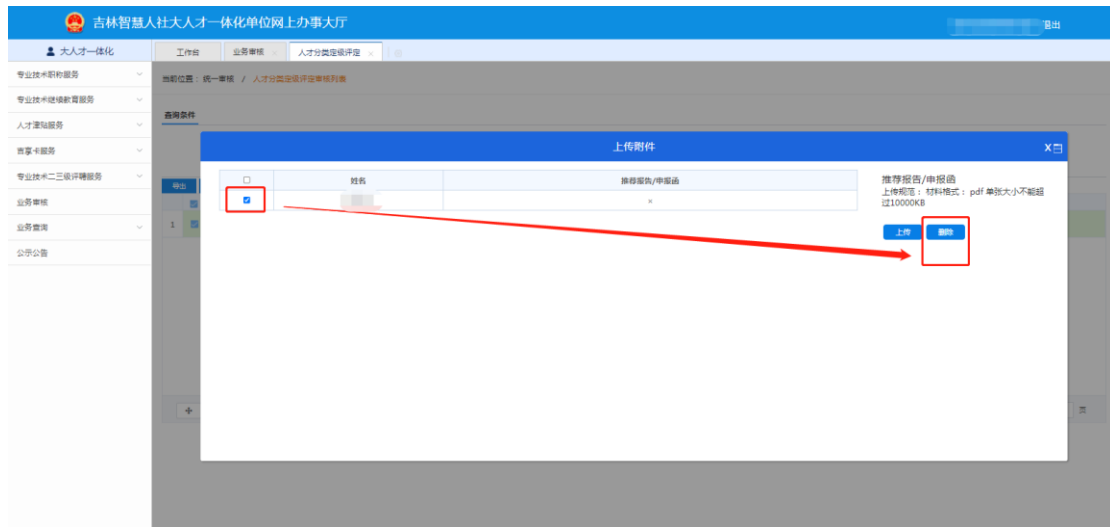 吉林智慧人社大人才一体化单位网上办事大厅
退出
大人才一体化
工作台
业务审核
人才分类定级评定
专业技术职称服务
专业技术继续教育服务
人才津贴服务
吉享卡服务
专业技术二三级评聘服务
业务审核
业务查询
公示公告
当前位置：统一审核 / 人才分类定级评定审核列表
查询条件
导出
1
上传附件
X
姓名
推荐报告/申报函
×
推荐报告/申报函
上传规范： 材料格式： pdf 单张大小不能超
过10000KB
上传
删除
页